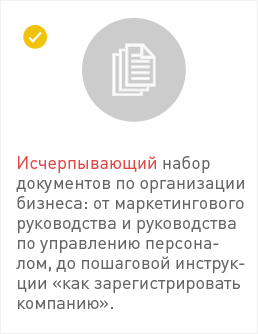 Исчерпывающий набор
документов по организации
бизнеса: от маркетингового
руководства и руководства
по управлению персона-
лом, до пошаговой инструк-
ции «как зарегистрировать
компанию».